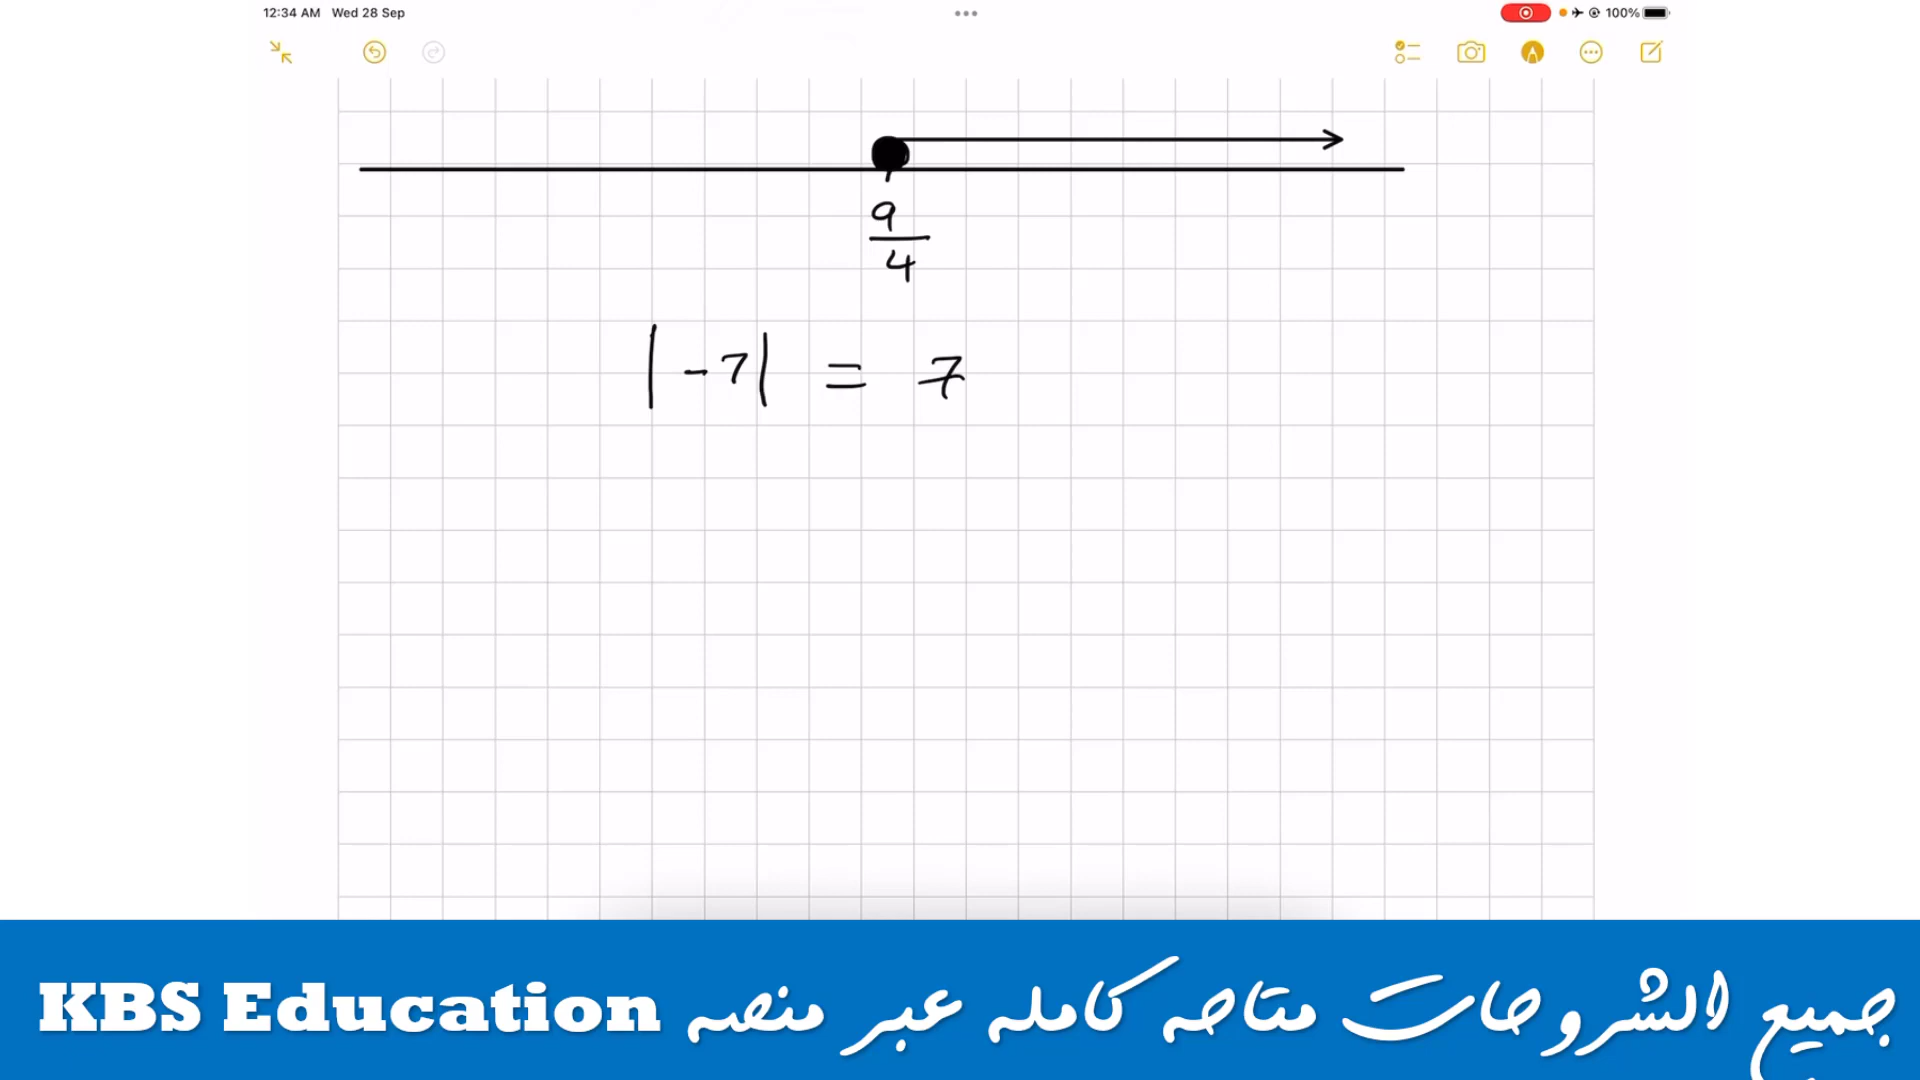 12:34 AM Wed 28 Sep
100%
9
4
|-7| = 7
جميع الشروحات متاحه كامله عبر منصه KBS Education